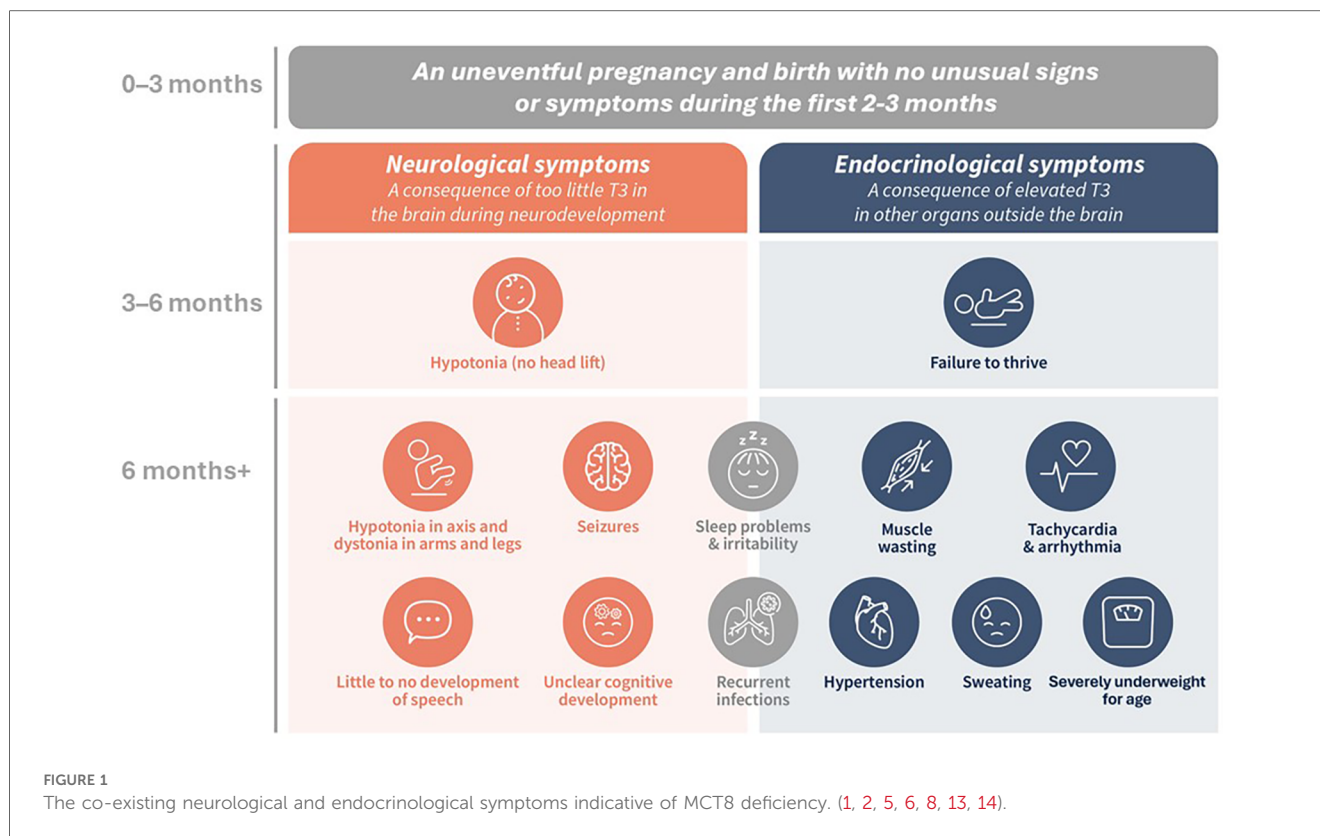 0–3 months
An uneventful pregnancy and birth with no unusual signs
or symptoms during the first 2-3 months
Neurological symptoms
A consequence of too little T3 in
the brain during neurodevelopment
Endocrinological symptoms
A consequence of elevated T3
in other organs outside the brain
3–6 months
Hypotonia (no head lift)
Failure to thrive
6 months+
z z z
Hypotonia in axis and
dystonia in arms and legs
Seizures
Sleep problems
& irritability
Muscle
wasting
Tachycardia
& arrhythmia
Little to no development
of speech
Unclear cognitive
development
Recurrent
infections
Hypertension
Sweating
Severely underweight
for age
FIGURE 1
The co-existing neurological and endocrinological symptoms indicative of MCT8 deficiency. (1, 2, 5, 6, 8, 13, 14).